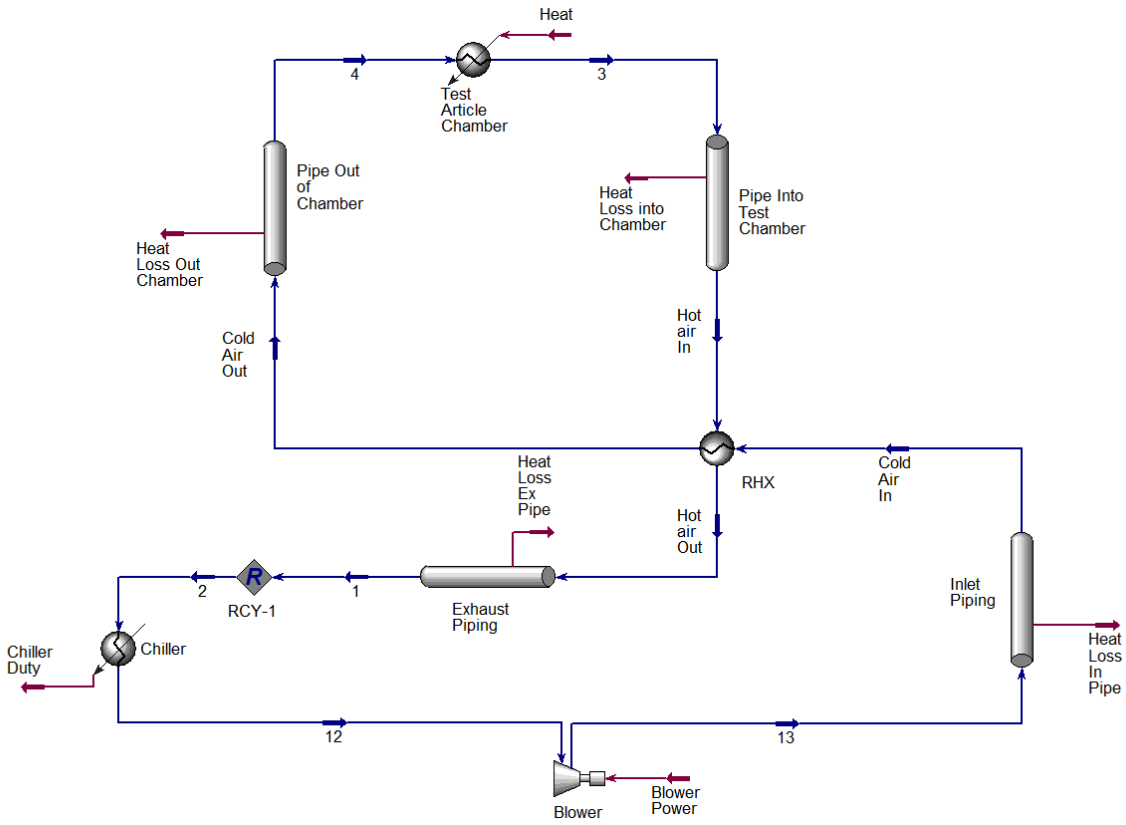 Heat
4
3
Test
Article
Chamber
Pipe Out
of
Chamber
Heat
Loss into
Chamber
Pipe Into
Test
Chamber
Heat
Loss Out
Chamber
Hot
air
In
Cold
Air
Out
Heat
Loss
Ex
Pipe
RHX
Cold
Air
In
Hot
air
Out
2
R
RCY-1
1
Exhaust
Piping
Inlet
Piping
Chiller
Duty
Chiller
Heat
Loss
In
Pipe
12
13
Blower
Blower
Power